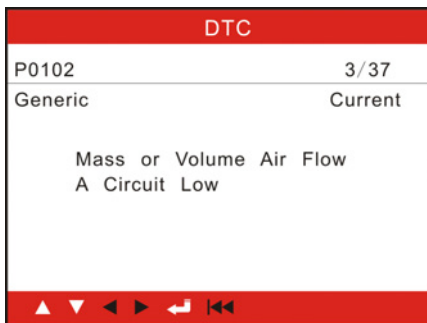 DTC
P0102 3/37
Generic Current
Mass or Volume Air Flow
A Circuit Low